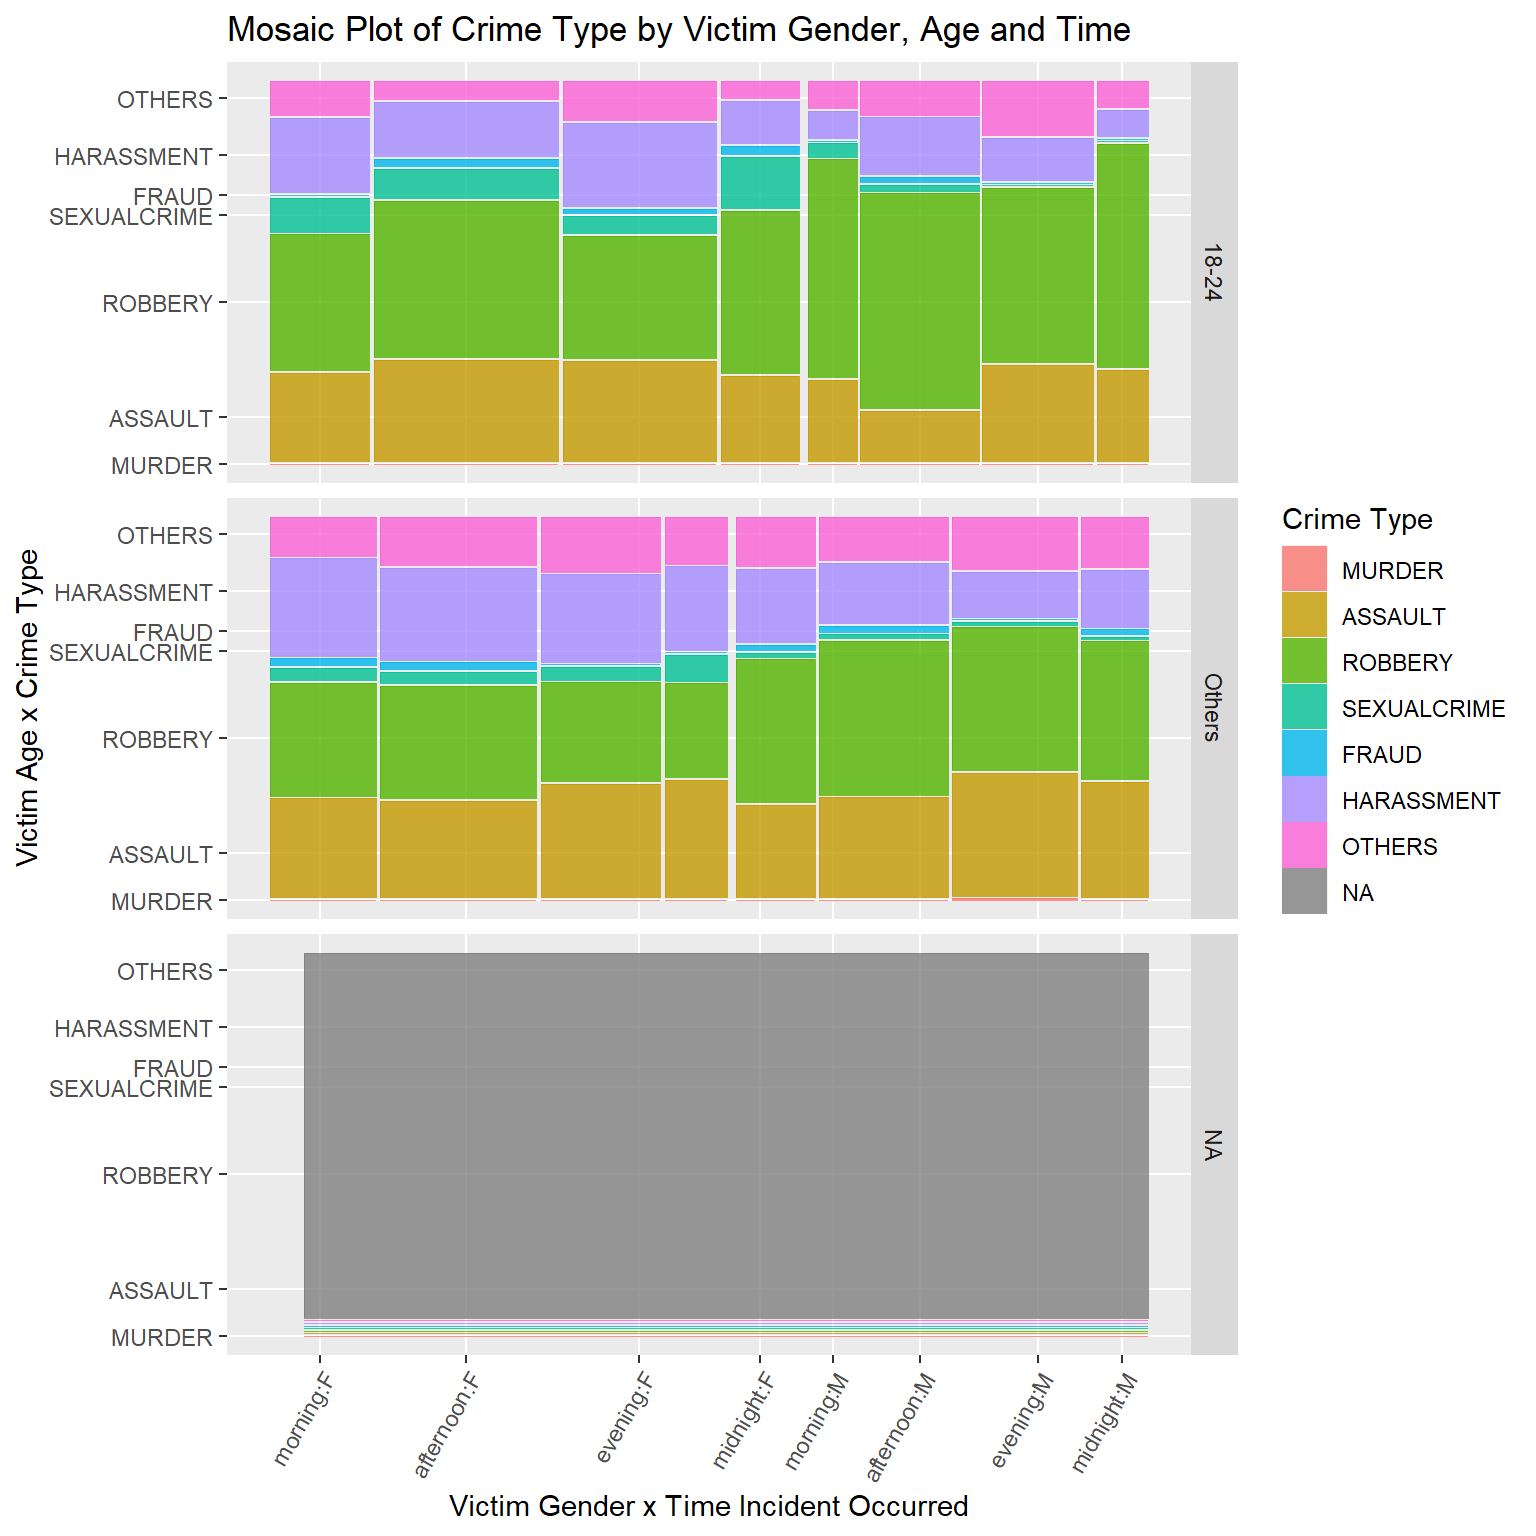 Mosaic Plot of Crime Type by Victim Gender, Age and Time
OTHERS
HARASSMENT
FRAUD
SEXUALCRIME
ROBBERY
ASSAULT
MURDER
18-24
OTHERS
HARASSMENT
FRAUD
SEXUALCRIME
ROBBERY
ASSAULT
MURDER
Others
OTHERS
HARASSMENT
FRAUD
SEXUALCRIME
ROBBERY
ASSAULT
MURDER
NA
Victim Age x Crime Type
morning:F
afternoon:F
evening:F
midnight:F
morning:M
afternoon:M
evening:M
midnight:M
Victim Gender x Time Incident Occurred
Crime Type
MURDER
ASSAULT
ROBBERY
SEXUALCRIME
FRAUD
HARASSMENT
OTHERS
NA